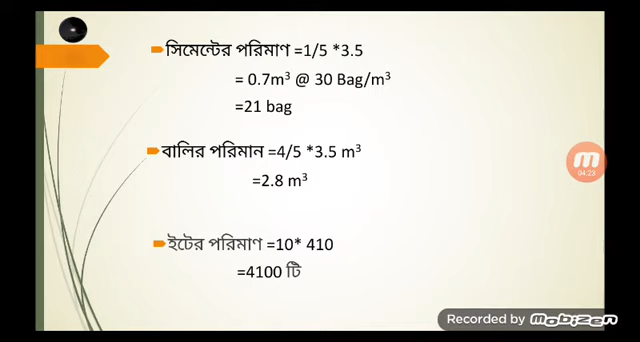 সিমেন্টের পরিমাণ =1/5 *3.5
= 0.7m³ @ 30 Bag/m³
=21 bag
বালির পরিমান =4/5 *3.5 m³
=2.8 m³
ইটের পরিমাণ =10* 410
=4100 টি
04:23
Recorded by Mobizen